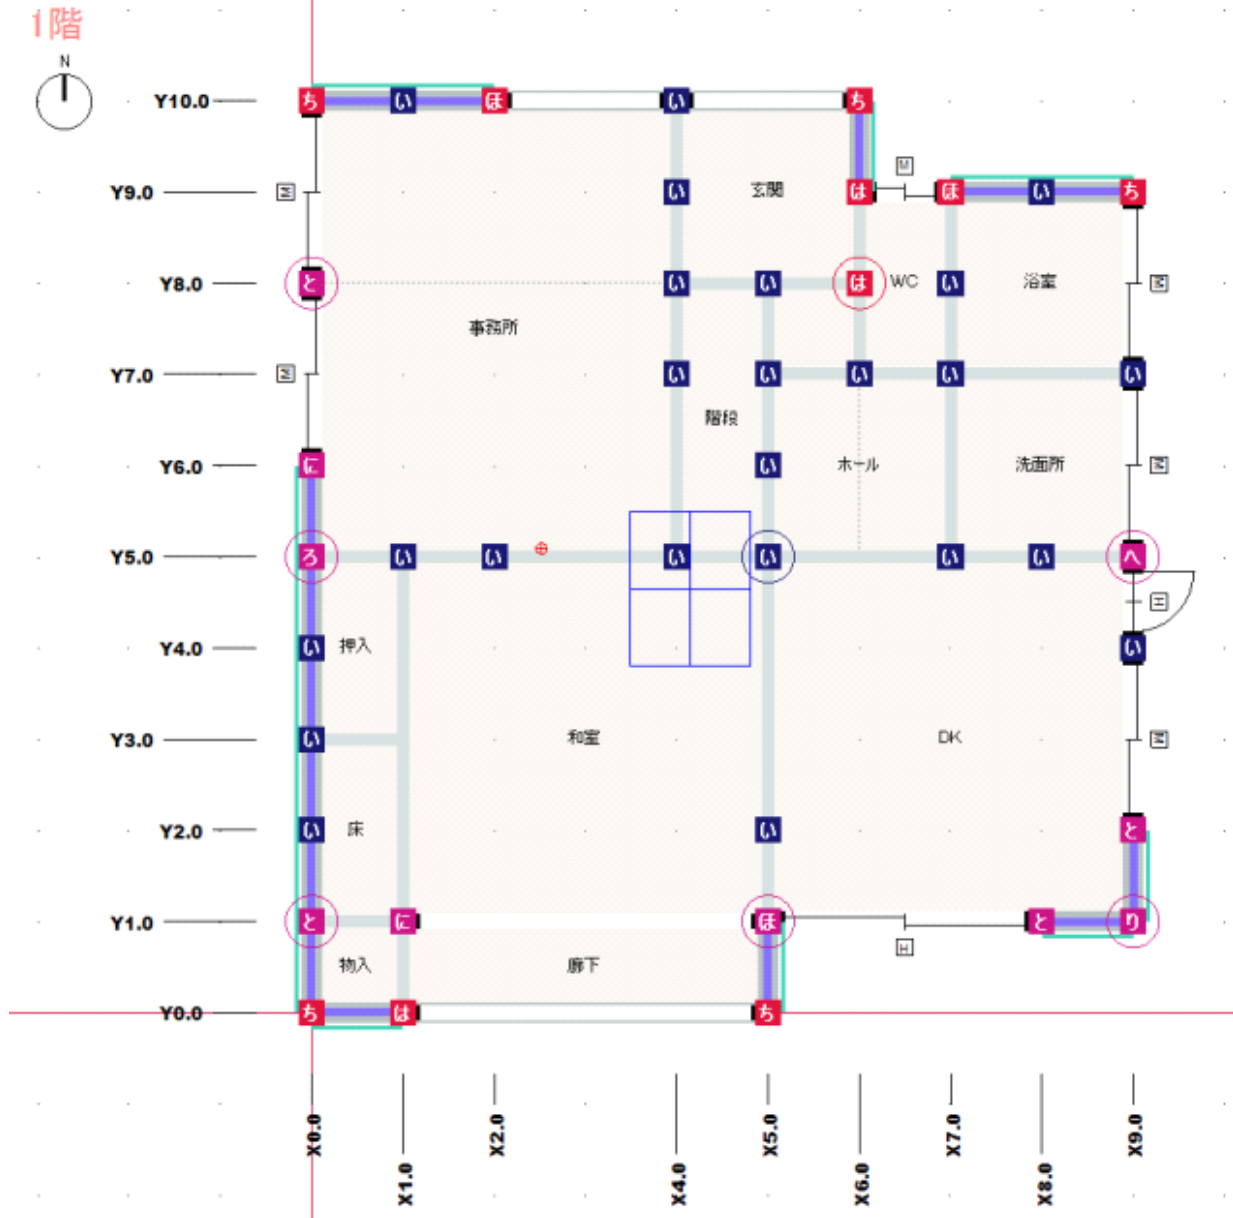 1階
N
Y10.0
ち い ほ い ち
M
Y9.0
M
い 玄関 は ほ い ち
Y8.0
と い い は WC い 浴室 M
事務所
Y7.0
M
い い い い い
階段
Y6.0
に い ホール 洗面所 M
Y5.0
ろ い い い い い い へ
H
Y4.0
い 押入 い
Y3.0
い 和室 DK M
Y2.0
い 床 い と
Y1.0
と に ほ と り
H
物入 廊下
Y0.0
ち は ち
X0.0
X1.0
X2.0
X4.0
X5.0
X6.0
X7.0
X8.0
X9.0